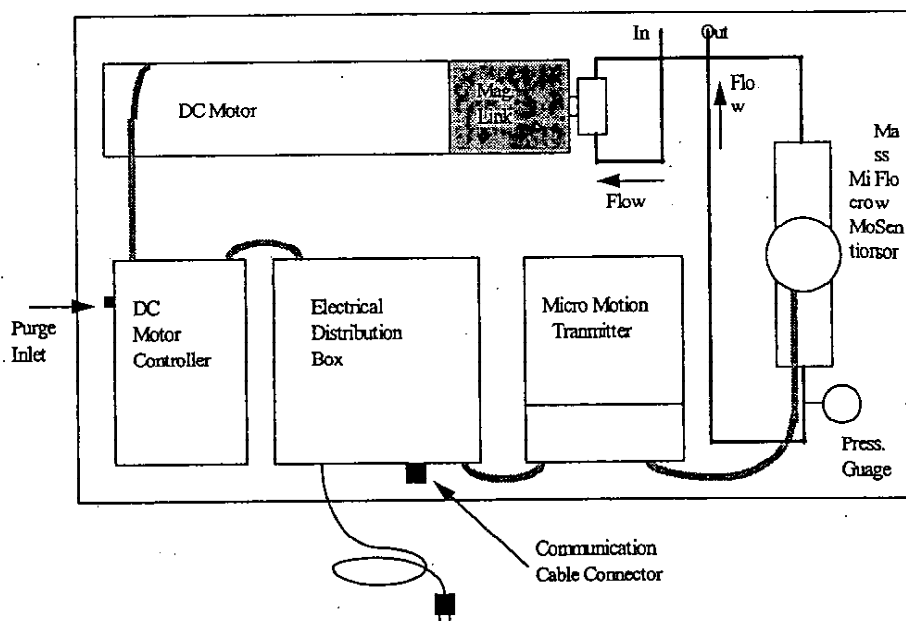 In
Out
DC Motor
Mag
Link
Flo
w
Flow
Ma
ss
Mi Flo
crow
MoSen
tiorsor
Purge
Inlet
DC
Motor
Controller
Electrical
Distribution
Box
Micro Motion
Tranmitter
Press.
Guage
Communication
Cable Connector